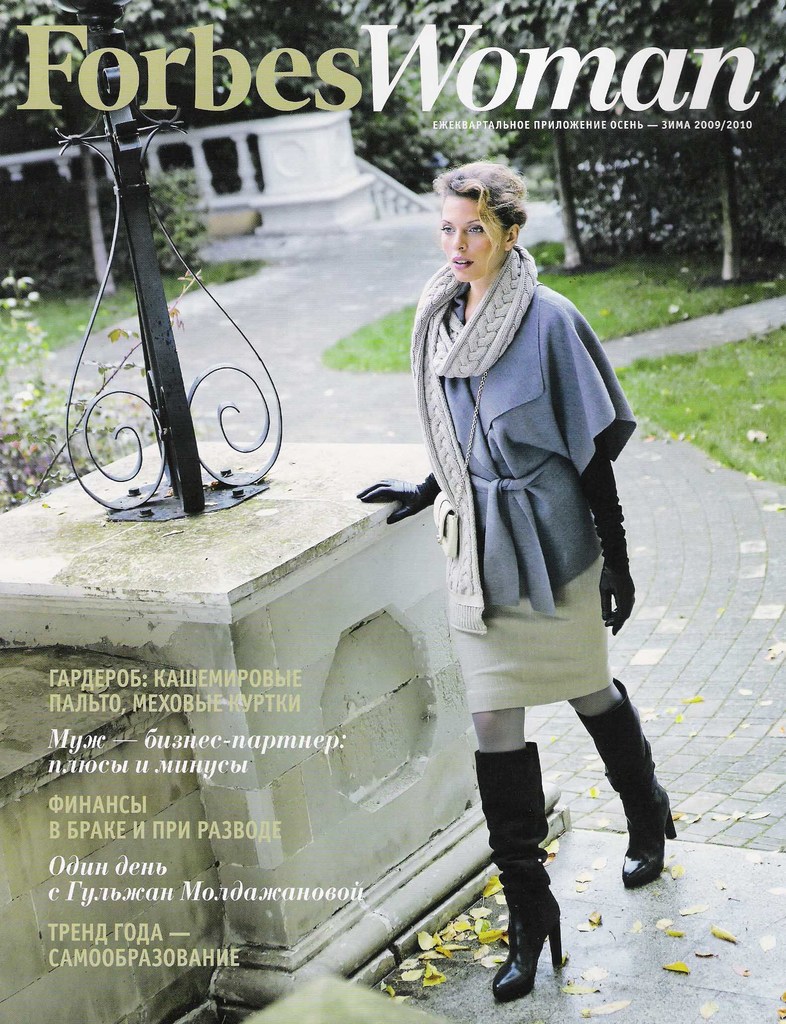 ForbesWoman
ЕЖЕКВАРТАЛЬНОЕ ПРИЛОЖЕНИЕ ОСЕНЬ — ЗИМА 2009/2010
ГАРДЕРОБ: КАШЕМИРОВЫЕ
ПАЛЬТО, МЕХОВЫЕ КУРТКИ
Муж — бизнес-партнер:
плюсы и минусы
ФИНАНСЫ
В БРАКЕ И ПРИ РАЗВОДЕ
Один день
с Гульжан Молдажановой
ТРЕНД ГОДА —
САМООБРАЗОВАНИЕ